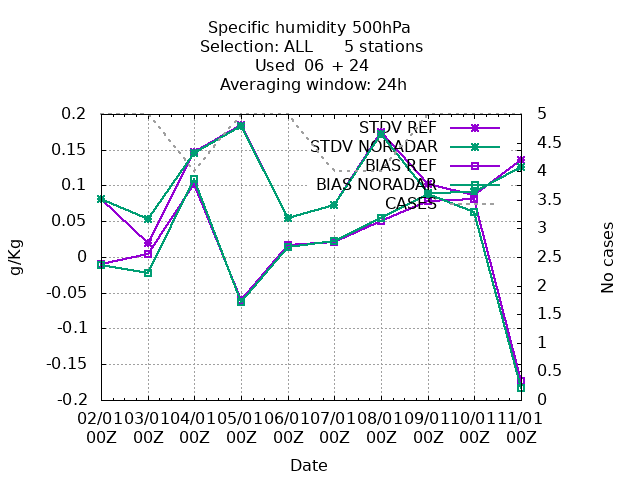 Specific humidity 500hPa
Selection: ALL      5 stations
Used  06 + 24
Averaging window: 24h
STDV REF
STDV NORADAR
BIAS REF
BIAS NORADAR
CASES
0.2
0.15
0.1
0.05
0
-0.05
-0.1
-0.15
-0.2
g/Kg
5
4.5
4
3.5
3
2.5
2
1.5
1
0.5
0
No cases
02/01 03/01 04/01 05/01 06/01 07/01 08/01 09/01 10/01 11/01
00Z 00Z 00Z 00Z 00Z 00Z 00Z 00Z 00Z 00Z
Date